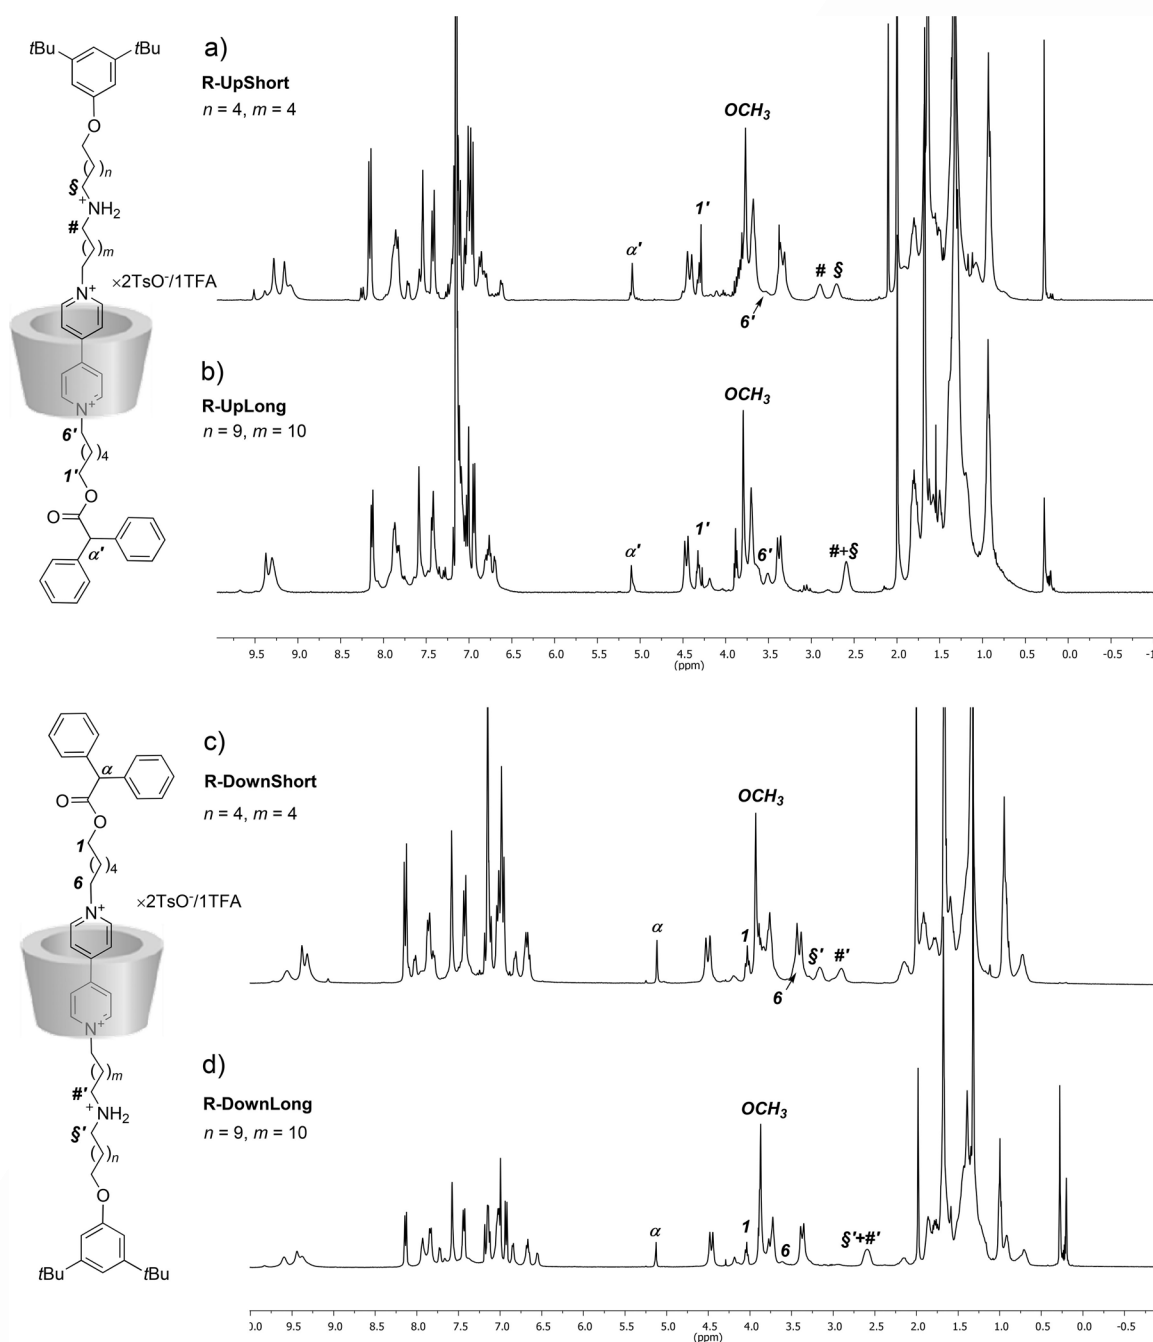 tBu
tBu
O
( )n
§
+NH2
#
( )m
N+
×2TsO-/1TFA
N+
6'
( )4
1'
O
O
α'
a)
R-UpShort
n = 4, m = 4
OCH3
α'
1'
6'
#
§
b)
R-UpLong
n = 9, m = 10
OCH3
α'
1'
6'
#+§
9.5 9.0 8.5 8.0 7.5 7.0 6.5 6.0 5.5 5.0 4.5 4.0 3.5 3.0 2.5 2.0 1.5 1.0 0.5 0.0 -0.5 -1
(ppm)
α
O
O
1
( )4
6
N+
×2TsO-/1TFA
N+
( )m
#'
+NH2
§'
( )n
O
tBu
tBu
c)
R-DownShort
n = 4, m = 4
OCH3
α
1
6
§'
#'
d)
R-DownLong
n = 9, m = 10
OCH3
α
1
6
§'+#'
0.0 9.5 9.0 8.5 8.0 7.5 7.0 6.5 6.0 5.5 5.0 4.5 4.0 3.5 3.0 2.5 2.0 1.5 1.0 0.5 0.0 -0.5
(ppm)